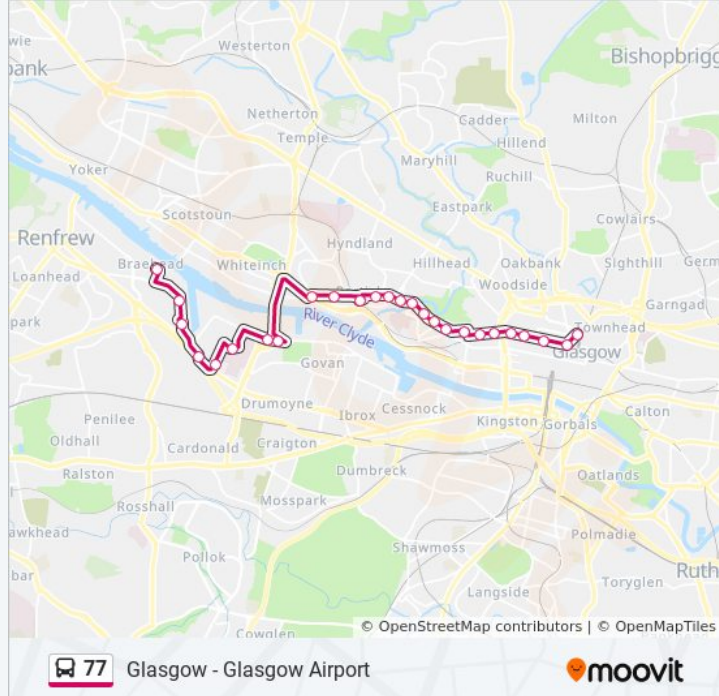 owie
Westerton
Bishopbrigg
bank
Netherton
Gadder
Milton
Temple
Hillend
Maryhill
Yoker
Ruchill
Eastpark
Scotstoun
Cowlairs
Renfrew
Hyndland
Braehead
Whiteinch
Hillhead
Oakbank
Sighthill
Germ
Loanhead
Woodside
Garngad
park
River Clyde
Townhead
Glasgow
Govan
Drumoyne
Cessnock
Calton
Penilee
Ibrox
Kingston
Gorbals
Oldhall
Cardonald
Craigton
Ralston
Dumbreck
Oatlands
Mosspark
Rosshall
awkhead
Polmadie
Pollok
Shawmoss
Ruth
bar
Langside
Toryglen
Cowglen
© OpenStreetMap contributors | © OpenMapTiles
77 Glasgow - Glasgow Airport
moovit